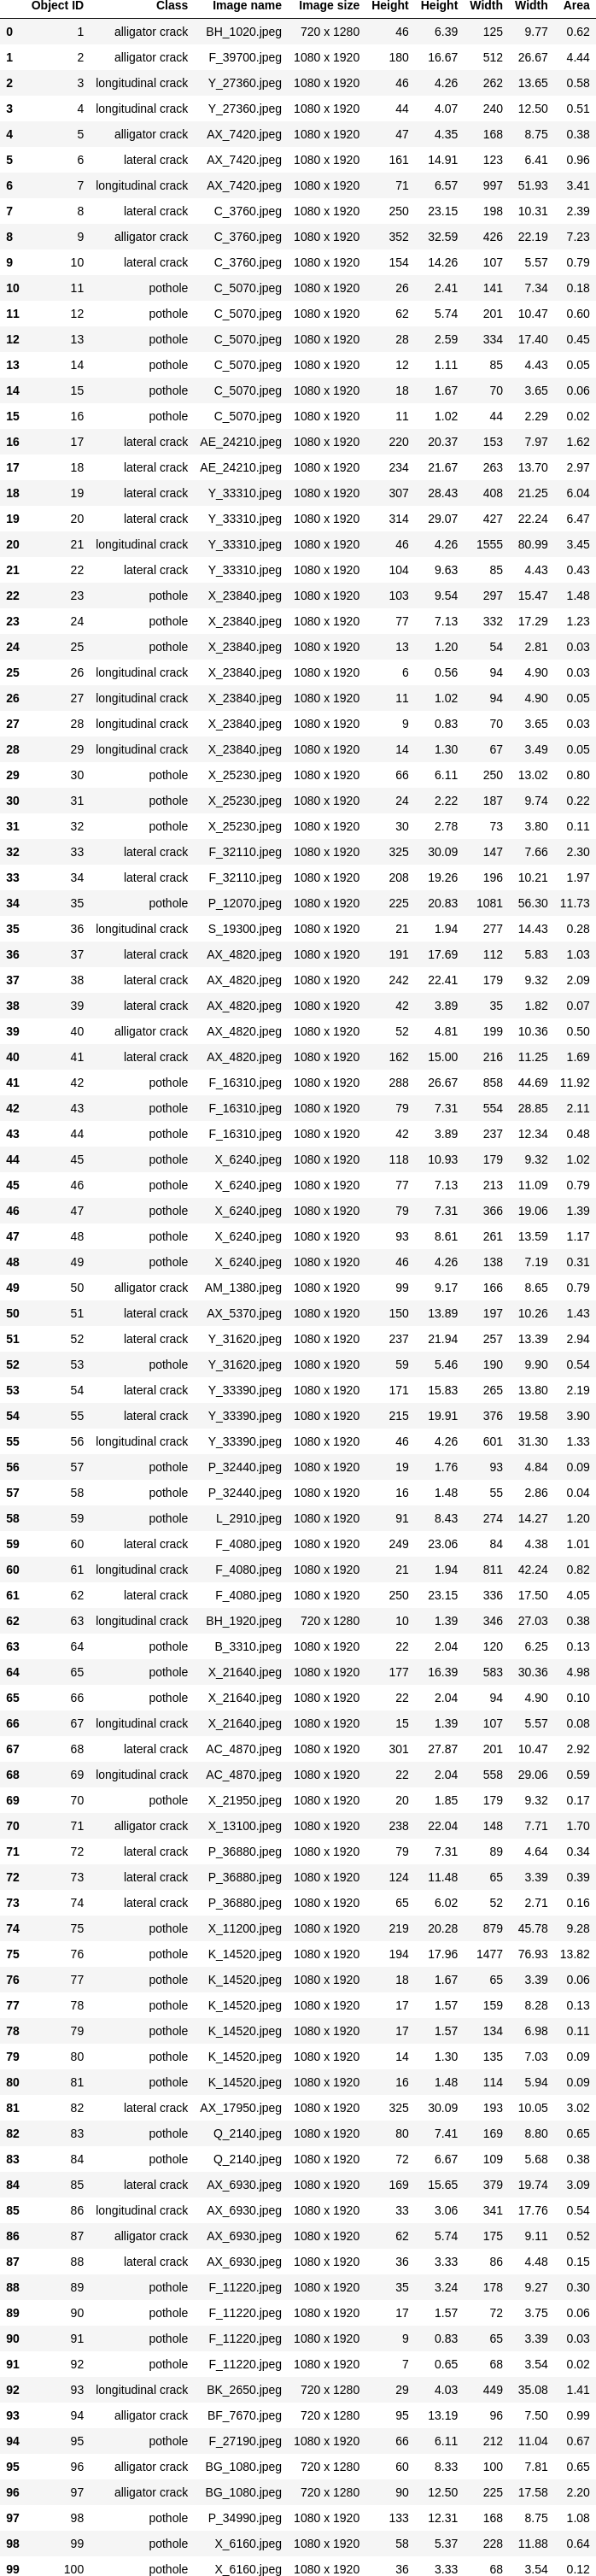 Object ID Class Image name Image size Height Height Width Width Area
0 1 alligator crack BH_1020.jpeg 720 x 1280 46 6.39 125 9.77 0.62
1 2 alligator crack F_39700.jpeg 1080 x 1920 180 16.67 512 26.67 4.44
2 3 longitudinal crack Y_27360.jpeg 1080 x 1920 46 4.26 262 13.65 0.58
3 4 longitudinal crack Y_27360.jpeg 1080 x 1920 44 4.07 240 12.50 0.51
4 5 alligator crack AX_7420.jpeg 1080 x 1920 47 4.35 168 8.75 0.38
5 6 lateral crack AX_7420.jpeg 1080 x 1920 161 14.91 123 6.41 0.96
6 7 longitudinal crack AX_7420.jpeg 1080 x 1920 71 6.57 997 51.93 3.41
7 8 lateral crack C_3760.jpeg 1080 x 1920 250 23.15 198 10.31 2.39
8 9 alligator crack C_3760.jpeg 1080 x 1920 352 32.59 426 22.19 7.23
9 10 lateral crack C_3760.jpeg 1080 x 1920 154 14.26 107 5.57 0.79
10 11 pothole C_5070.jpeg 1080 x 1920 26 2.41 141 7.34 0.18
11 12 pothole C_5070.jpeg 1080 x 1920 62 5.74 201 10.47 0.60
12 13 pothole C_5070.jpeg 1080 x 1920 28 2.59 334 17.40 0.45
13 14 pothole C_5070.jpeg 1080 x 1920 12 1.11 85 4.43 0.05
14 15 pothole C_5070.jpeg 1080 x 1920 18 1.67 70 3.65 0.06
15 16 pothole C_5070.jpeg 1080 x 1920 11 1.02 44 2.29 0.02
16 17 lateral crack AE_24210.jpeg 1080 x 1920 220 20.37 153 7.97 1.62
17 18 lateral crack AE_24210.jpeg 1080 x 1920 234 21.67 263 13.70 2.97
18 19 lateral crack Y_33310.jpeg 1080 x 1920 307 28.43 408 21.25 6.04
19 20 lateral crack Y_33310.jpeg 1080 x 1920 314 29.07 427 22.24 6.47
20 21 longitudinal crack Y_33310.jpeg 1080 x 1920 46 4.26 1555 80.99 3.45
21 22 lateral crack Y_33310.jpeg 1080 x 1920 104 9.63 85 4.43 0.43
22 23 pothole X_23840.jpeg 1080 x 1920 103 9.54 297 15.47 1.48
23 24 pothole X_23840.jpeg 1080 x 1920 77 7.13 332 17.29 1.23
24 25 pothole X_23840.jpeg 1080 x 1920 13 1.20 54 2.81 0.03
25 26 longitudinal crack X_23840.jpeg 1080 x 1920 6 0.56 94 4.90 0.03
26 27 longitudinal crack X_23840.jpeg 1080 x 1920 11 1.02 94 4.90 0.05
27 28 longitudinal crack X_23840.jpeg 1080 x 1920 9 0.83 70 3.65 0.03
28 29 longitudinal crack X_23840.jpeg 1080 x 1920 14 1.30 67 3.49 0.05
29 30 pothole X_25230.jpeg 1080 x 1920 66 6.11 250 13.02 0.80
30 31 pothole X_25230.jpeg 1080 x 1920 24 2.22 187 9.74 0.22
31 32 pothole X_25230.jpeg 1080 x 1920 30 2.78 73 3.80 0.11
32 33 lateral crack F_32110.jpeg 1080 x 1920 325 30.09 147 7.66 2.30
33 34 lateral crack F_32110.jpeg 1080 x 1920 208 19.26 196 10.21 1.97
34 35 pothole P_12070.jpeg 1080 x 1920 225 20.83 1081 56.30 11.73
35 36 longitudinal crack S_19300.jpeg 1080 x 1920 21 1.94 277 14.43 0.28
36 37 lateral crack AX_4820.jpeg 1080 x 1920 191 17.69 112 5.83 1.03
37 38 lateral crack AX_4820.jpeg 1080 x 1920 242 22.41 179 9.32 2.09
38 39 lateral crack AX_4820.jpeg 1080 x 1920 42 3.89 35 1.82 0.07
39 40 alligator crack AX_4820.jpeg 1080 x 1920 52 4.81 199 10.36 0.50
40 41 lateral crack AX_4820.jpeg 1080 x 1920 162 15.00 216 11.25 1.69
41 42 pothole F_16310.jpeg 1080 x 1920 288 26.67 858 44.69 11.92
42 43 pothole F_16310.jpeg 1080 x 1920 79 7.31 554 28.85 2.11
43 44 pothole F_16310.jpeg 1080 x 1920 42 3.89 237 12.34 0.48
44 45 pothole X_6240.jpeg 1080 x 1920 118 10.93 179 9.32 1.02
45 46 pothole X_6240.jpeg 1080 x 1920 77 7.13 213 11.09 0.79
46 47 pothole X_6240.jpeg 1080 x 1920 79 7.31 366 19.06 1.39
47 48 pothole X_6240.jpeg 1080 x 1920 93 8.61 261 13.59 1.17
48 49 pothole X_6240.jpeg 1080 x 1920 46 4.26 138 7.19 0.31
49 50 alligator crack AM_1380.jpeg 1080 x 1920 99 9.17 166 8.65 0.79
50 51 lateral crack AX_5370.jpeg 1080 x 1920 150 13.89 197 10.26 1.43
51 52 lateral crack Y_31620.jpeg 1080 x 1920 237 21.94 257 13.39 2.94
52 53 pothole Y_31620.jpeg 1080 x 1920 59 5.46 190 9.90 0.54
53 54 lateral crack Y_33390.jpeg 1080 x 1920 171 15.83 265 13.80 2.19
54 55 lateral crack Y_33390.jpeg 1080 x 1920 215 19.91 376 19.58 3.90
55 56 longitudinal crack Y_33390.jpeg 1080 x 1920 46 4.26 601 31.30 1.33
56 57 pothole P_32440.jpeg 1080 x 1920 19 1.76 93 4.84 0.09
57 58 pothole P_32440.jpeg 1080 x 1920 16 1.48 55 2.86 0.04
58 59 pothole L_2910.jpeg 1080 x 1920 91 8.43 274 14.27 1.20
59 60 lateral crack F_4080.jpeg 1080 x 1920 249 23.06 84 4.38 1.01
60 61 longitudinal crack F_4080.jpeg 1080 x 1920 21 1.94 811 42.24 0.82
61 62 lateral crack F_4080.jpeg 1080 x 1920 250 23.15 336 17.50 4.05
62 63 longitudinal crack BH_1920.jpeg 720 x 1280 10 1.39 346 27.03 0.38
63 64 pothole B_3310.jpeg 1080 x 1920 22 2.04 120 6.25 0.13
64 65 pothole X_21640.jpeg 1080 x 1920 177 16.39 583 30.36 4.98
65 66 pothole X_21640.jpeg 1080 x 1920 22 2.04 94 4.90 0.10
66 67 longitudinal crack X_21640.jpeg 1080 x 1920 15 1.39 107 5.57 0.08
67 68 lateral crack AC_4870.jpeg 1080 x 1920 301 27.87 201 10.47 2.92
68 69 longitudinal crack AC_4870.jpeg 1080 x 1920 22 2.04 558 29.06 0.59
69 70 pothole X_21950.jpeg 1080 x 1920 20 1.85 179 9.32 0.17
70 71 alligator crack X_13100.jpeg 1080 x 1920 238 22.04 148 7.71 1.70
71 72 lateral crack P_36880.jpeg 1080 x 1920 79 7.31 89 4.64 0.34
72 73 lateral crack P_36880.jpeg 1080 x 1920 124 11.48 65 3.39 0.39
73 74 lateral crack P_36880.jpeg 1080 x 1920 65 6.02 52 2.71 0.16
74 75 pothole X_11200.jpeg 1080 x 1920 219 20.28 879 45.78 9.28
75 76 pothole K_14520.jpeg 1080 x 1920 194 17.96 1477 76.93 13.82
76 77 pothole K_14520.jpeg 1080 x 1920 18 1.67 65 3.39 0.06
77 78 pothole K_14520.jpeg 1080 x 1920 17 1.57 159 8.28 0.13
78 79 pothole K_14520.jpeg 1080 x 1920 17 1.57 134 6.98 0.11
79 80 pothole K_14520.jpeg 1080 x 1920 14 1.30 135 7.03 0.09
80 81 pothole K_14520.jpeg 1080 x 1920 16 1.48 114 5.94 0.09
81 82 lateral crack AX_17950.jpeg 1080 x 1920 325 30.09 193 10.05 3.02
82 83 pothole Q_2140.jpeg 1080 x 1920 80 7.41 169 8.80 0.65
83 84 pothole Q_2140.jpeg 1080 x 1920 72 6.67 109 5.68 0.38
84 85 lateral crack AX_6930.jpeg 1080 x 1920 169 15.65 379 19.74 3.09
85 86 longitudinal crack AX_6930.jpeg 1080 x 1920 33 3.06 341 17.76 0.54
86 87 alligator crack AX_6930.jpeg 1080 x 1920 62 5.74 175 9.11 0.52
87 88 lateral crack AX_6930.jpeg 1080 x 1920 36 3.33 86 4.48 0.15
88 89 pothole F_11220.jpeg 1080 x 1920 35 3.24 178 9.27 0.30
89 90 pothole F_11220.jpeg 1080 x 1920 17 1.57 72 3.75 0.06
90 91 pothole F_11220.jpeg 1080 x 1920 9 0.83 65 3.39 0.03
91 92 pothole F_11220.jpeg 1080 x 1920 7 0.65 68 3.54 0.02
92 93 longitudinal crack BK_2650.jpeg 720 x 1280 29 4.03 449 35.08 1.41
93 94 alligator crack BF_7670.jpeg 720 x 1280 95 13.19 96 7.50 0.99
94 95 pothole F_27190.jpeg 1080 x 1920 66 6.11 212 11.04 0.67
95 96 alligator crack BG_1080.jpeg 720 x 1280 60 8.33 100 7.81 0.65
96 97 alligator crack BG_1080.jpeg 720 x 1280 90 12.50 225 17.58 2.20
97 98 pothole P_34990.jpeg 1080 x 1920 133 12.31 168 8.75 1.08
98 99 pothole X_6160.jpeg 1080 x 1920 58 5.37 228 11.88 0.64
99 100 pothole X_6160.jpeg 1080 x 1920 36 3.33 68 3.54 0.12